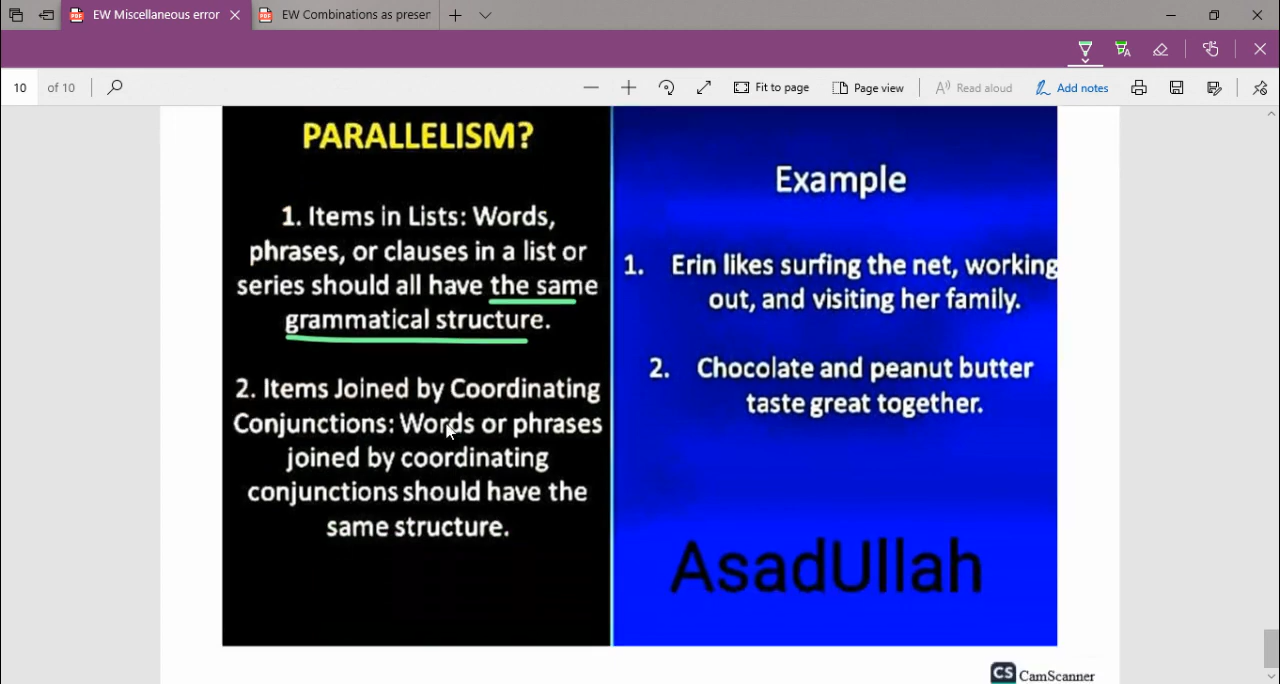 EW Miscellaneous error
EW Combinations as preser
10 of 10
Fit to page
Page view
Read aloud
Add notes
PARALLELISM?
1. Items in Lists: Words,
phrases, or clauses in a list or
series should all have the same
grammatical structure.
2. Items Joined by Coordinating
Conjunctions: Words or phrases
joined by coordinating
conjunctions should have the
same structure.
Example
1. Erin likes surfing the net, working
out, and visiting her family.
2. Chocolate and peanut butter
taste great together.
AsadUllah
CS CamScanner